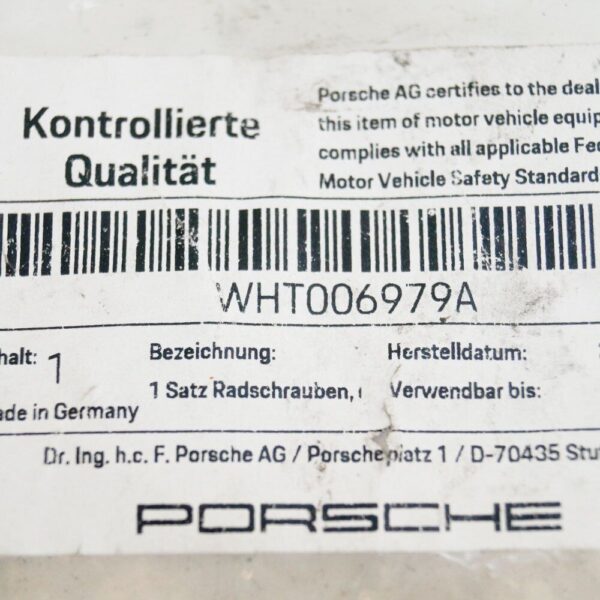 Kontrollierte
Qualität
Porsche AG certifies to the deal
this item of motor vehicle equip
complies with all applicable Fec
Motor Vehicle Safety Standard
WHT006979A
halt: 1
Bezeichnung:
Herstelldatum:
1 Satz Radschrauben,
Verwendbar bis:
ade in Germany
Dr. Ing. h.c. F. Porsche AG / Porscheplatz 1 / D-70435 Stu
PORSCHE